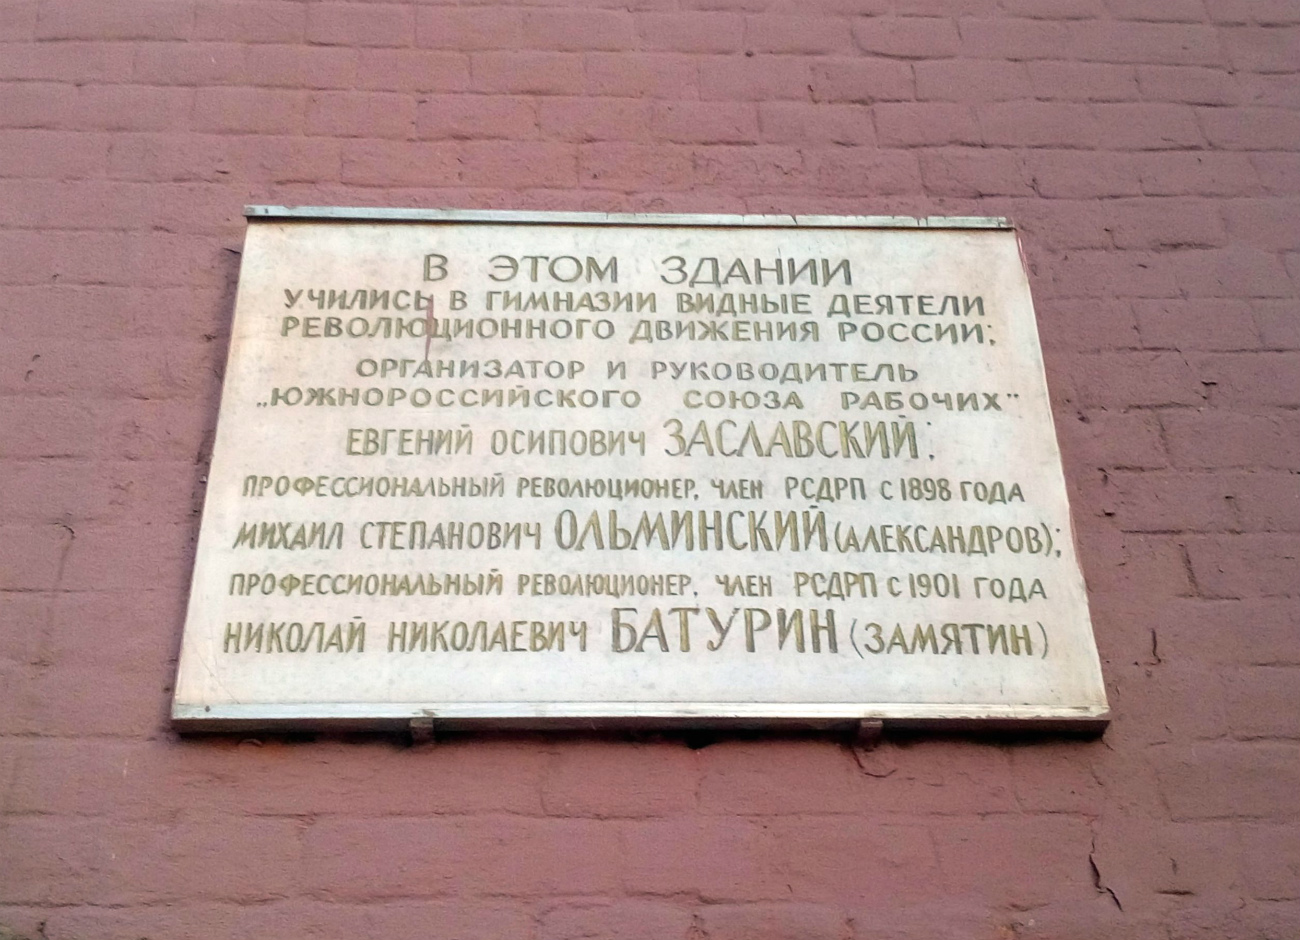 В ЭТОМ ЗДАНИИ
УЧИЛИСЬ В ГИМНАЗИИ ВИДНЫЕ ДЕЯТЕЛИ
РЕВОЛЮЦИОННОГО ДВИЖЕНИЯ РОССИИ:
ОРГАНИЗАТОР И РУКОВОДИТЕЛЬ
„ЮЖНОРОССИЙСКОГО СОЮЗА РАБОЧИХ"
ЕВГЕНИЙ ОСИПОВИЧ ЗАСЛАВСКИЙ;
ПРОФЕССИОНАЛЬНЫЙ РЕВОЛЮЦИОНЕР, ЧЛЕН РСДРП С 1898 ГОДА
МИХАИЛ СТЕПАНОВИЧ ОЛЬМИНСКИЙ (АЛЕКСАНДРОВ);
ПРОФЕССИОНАЛЬНЫЙ РЕВОЛЮЦИОНЕР, ЧЛЕН РСДРП С 1901 ГОДА
НИКОЛАЙ НИКОЛАЕВИЧ БАТУРИН (ЗАМЯТИН)